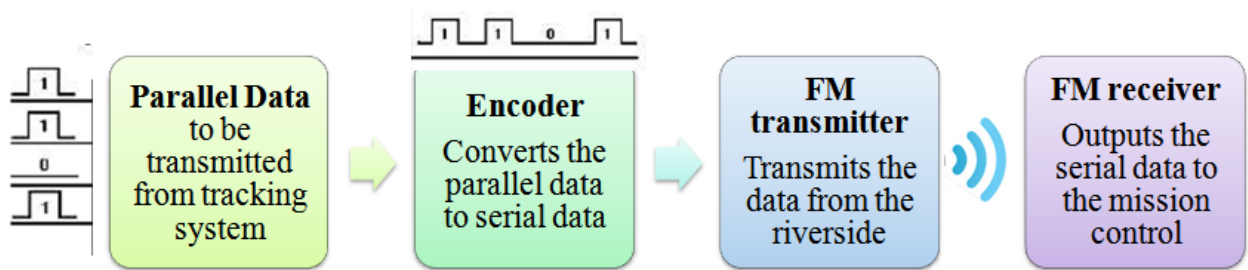 1
1
0
1
Parallel Data
to be
transmitted
from tracking
system
1 1 0 1
Encoder
Converts the
parallel data
to serial data
FM
transmitter
Transmits the
data from the
riverside
FM receiver
Outputs the
serial data to
the mission
control